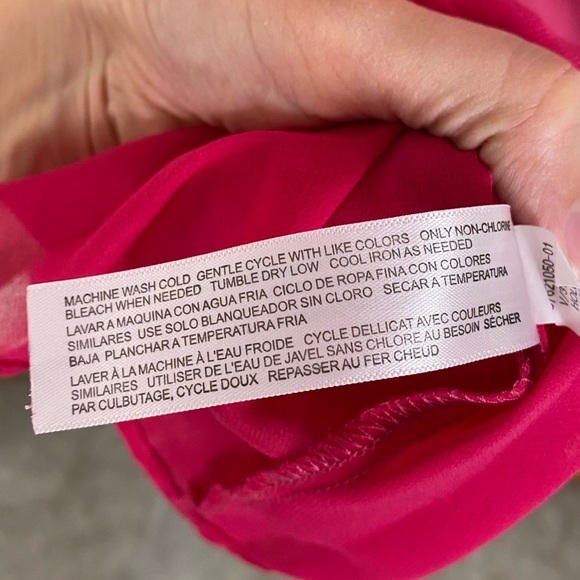 MACHINE WASH COLD GENTLE CYCLE WITH LIKE COLORS ONLY NON-CHLORINE
BLEACH WHEN NEEDED TUMBLE DRY LOW COOL IRON AS NEEDED
LAVAR A MAQUINA CON AGUA FRIA CICLO DE ROPA FINA CON COLORES
SIMILARES USE SOLO BLANQUEADOR SIN CLORO SECAR A TEMPERATURA
BAJA PLANCHAR A TEMPERATURA FRIA
LAVER À LA MACHINE À L'EAU FROIDE CYCLE DELLICAT AVEC COULEURS
SIMILAIRES UTILISER DE L'EAU DE JAVEL SANS CHLORE AU BESOIN SÈCHER
PAR CULBUTAGE, CYCLE DOUX REPASSER AU FER CHEUD